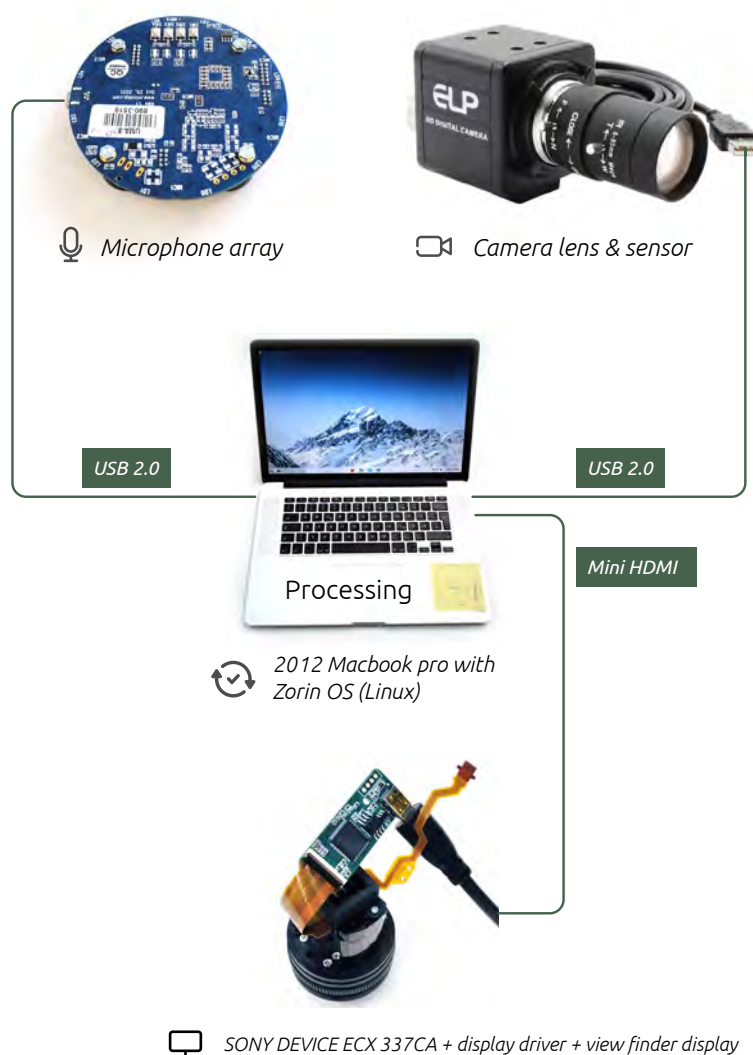 ELP
HD DIGITAL CAMERA
CLOSE
Microphone array
Camera lens & sensor
USB 2.0
USB 2.0
Mini HDMI
Processing
2012 Macbook pro with
Zorin OS (Linux)
SONY DEVICE ECX 337CA + display driver + view finder display